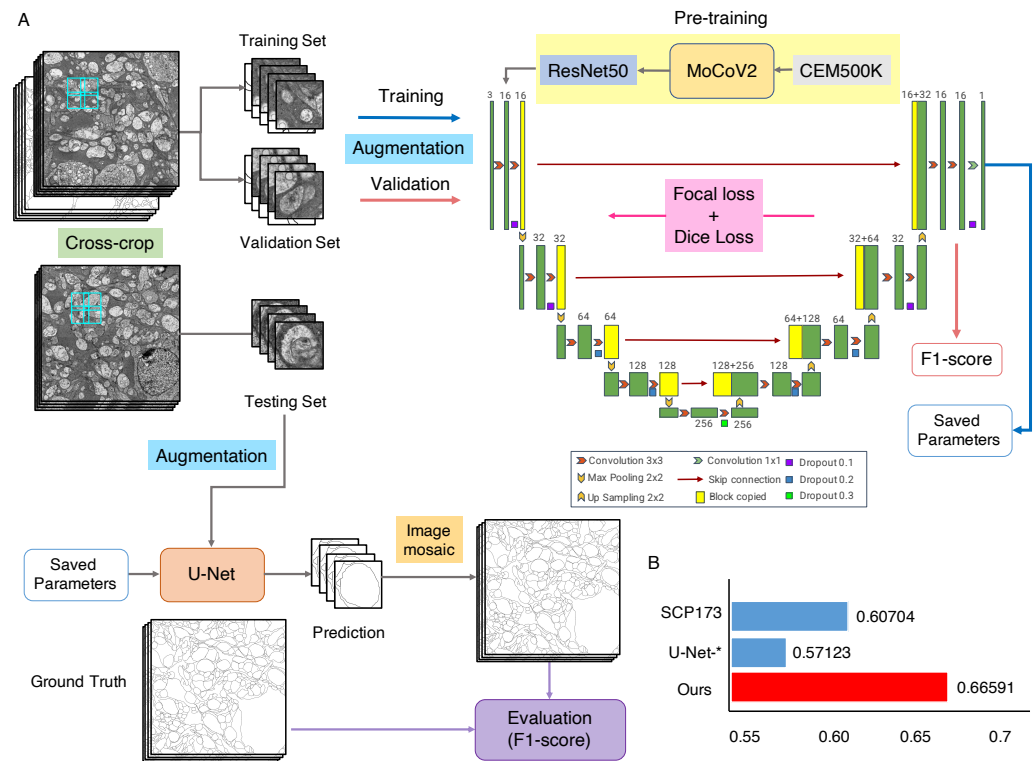 A
Pre-training
Training Set
ResNet50
MoCoV2
CEM500K
Training
Augmentation
Validation
3 16 16
16+32 16 16 1
Focal loss
+
Dice Loss
Cross-crop
Validation Set
32 32
32+64 32
64 64
64+128 64
128 128
128+256 128
256 256
F1-score
Saved
Parameters
Testing Set
Augmentation
Convolution 3x3
Convolution 1x1
Dropout 0.1
Max Pooling 2x2
Skip connection
Dropout 0.2
Up Sampling 2x2
Block copied
Dropout 0.3
Image
mosaic
Saved
Parameters
U-Net
Prediction
Ground Truth
Evaluation
(F1-score)
B
SCP173
0.60704
U-Net-*
0.57123
Ours
0.66591
0.55 0.60 0.65 0.7